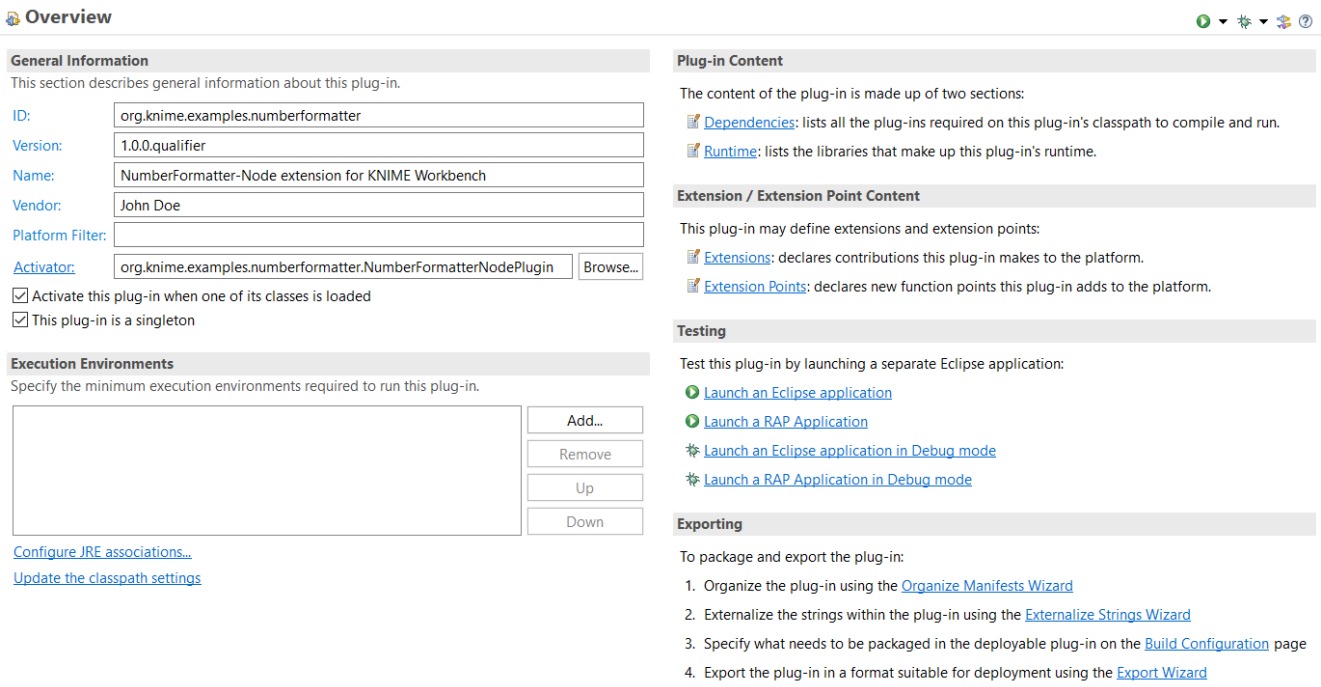 Overview
General Information
This section describes general information about this plug-in.
ID: org.knime.examples.numberformatter
Version: 1.0.0.qualifier
Name: NumberFormatter-Node extension for KNIME Workbench
Vendor: John Doe
Platform Filter:
Activator: org.knime.examples.numberformatter.NumberFormatterNodePlugin Browse...
Activate this plug-in when one of its classes is loaded
This plug-in is a singleton
Execution Environments
Specify the minimum execution environments required to run this plug-in.
Add...
Remove
Up
Down
Configure JRE associations...
Update the classpath settings
Plug-in Content
The content of the plug-in is made up of two sections:
Dependencies: lists all the plug-ins required on this plug-in's classpath to compile and run.
Runtime: lists the libraries that make up this plug-in's runtime.
Extension / Extension Point Content
This plug-in may define extensions and extension points:
Extensions: declares contributions this plug-in makes to the platform.
Extension Points: declares new function points this plug-in adds to the platform.
Testing
Test this plug-in by launching a separate Eclipse application:
Launch an Eclipse application
Launch a RAP Application
Launch an Eclipse application in Debug mode
Launch a RAP Application in Debug mode
Exporting
To package and export the plug-in:
1. Organize the plug-in using the Organize Manifests Wizard
2. Externalize the strings within the plug-in using the Externalize Strings Wizard
3. Specify what needs to be packaged in the deployable plug-in on the Build Configuration page
4. Export the plug-in in a format suitable for deployment using the Export Wizard